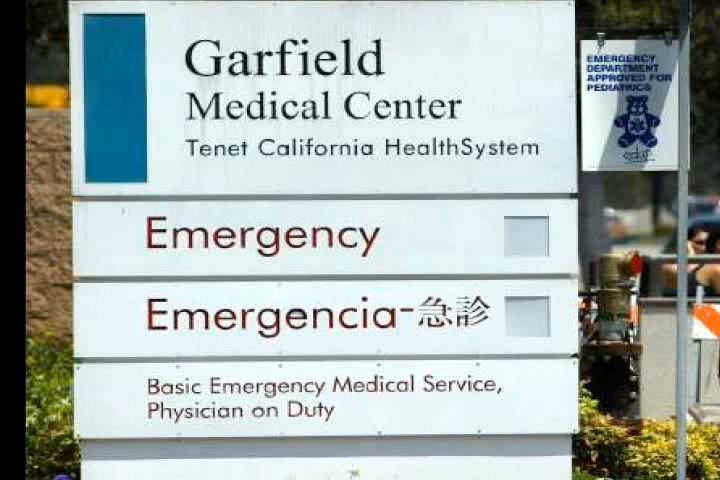 Garfield
Medical Center
Tenet California HealthSystem
Emergency
Emergencia-急診
Basic Emergency Medical Service,
Physician on Duty
EMERGENCY
DEPARTMENT
APPROVED FOR
PEDIATRICS